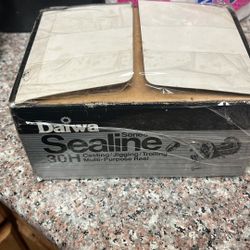 Daiwa
Series
Sealine
30H
Casting/Jigging/Trolling
Multi-Purpose Reel